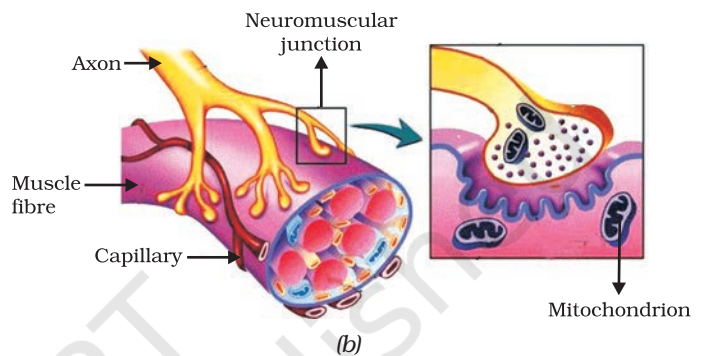 Neuromuscular
junction
Axon
Muscle
fibre
Capillary
Mitochondrion
(b)